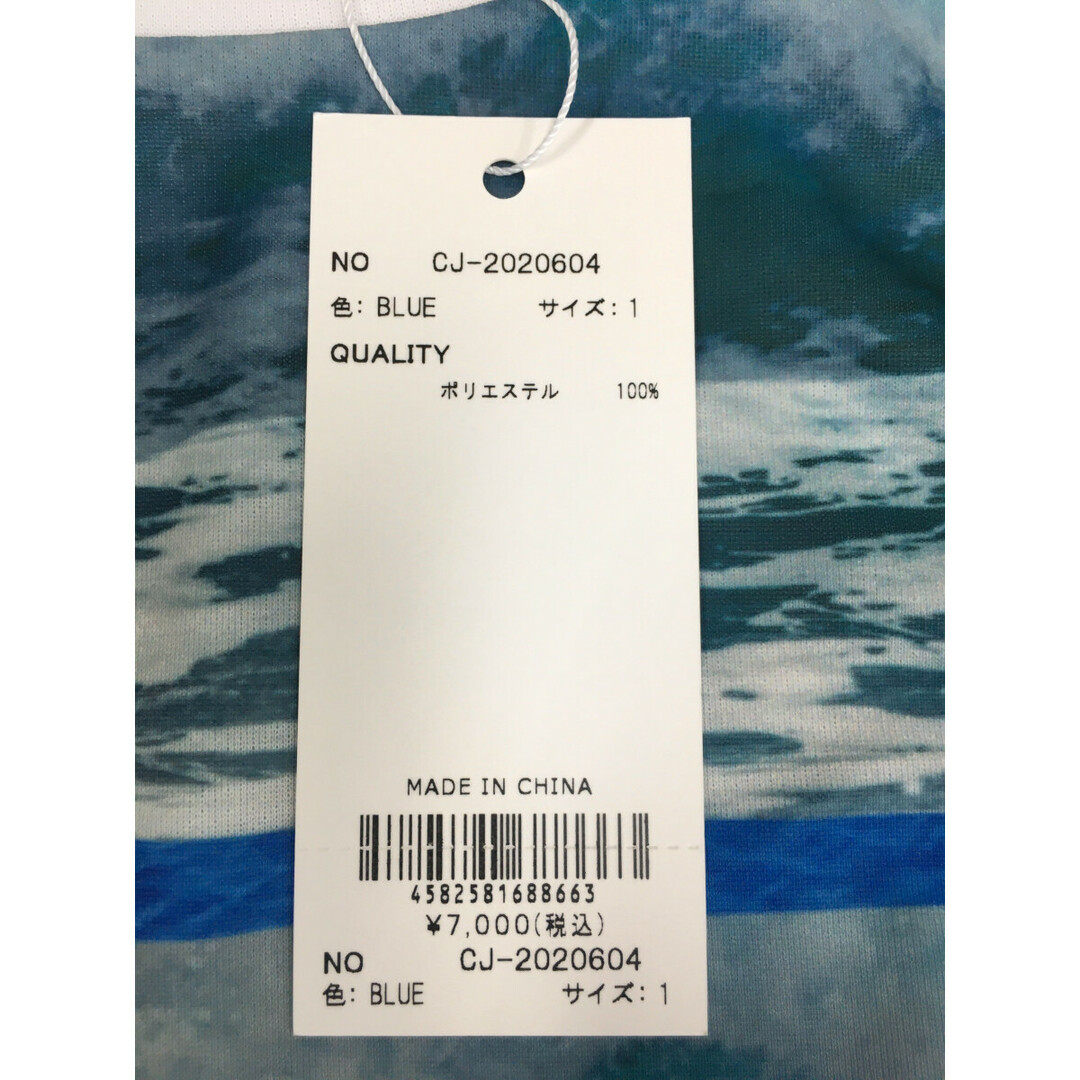 NO CJ-2020604
色: BLUE サイズ: 1
QUALITY
ポリエステル 100%
MADE IN CHINA
4582581688663
¥7,000(税込)
NO CJ-2020604
色: BLUE サイズ: 1